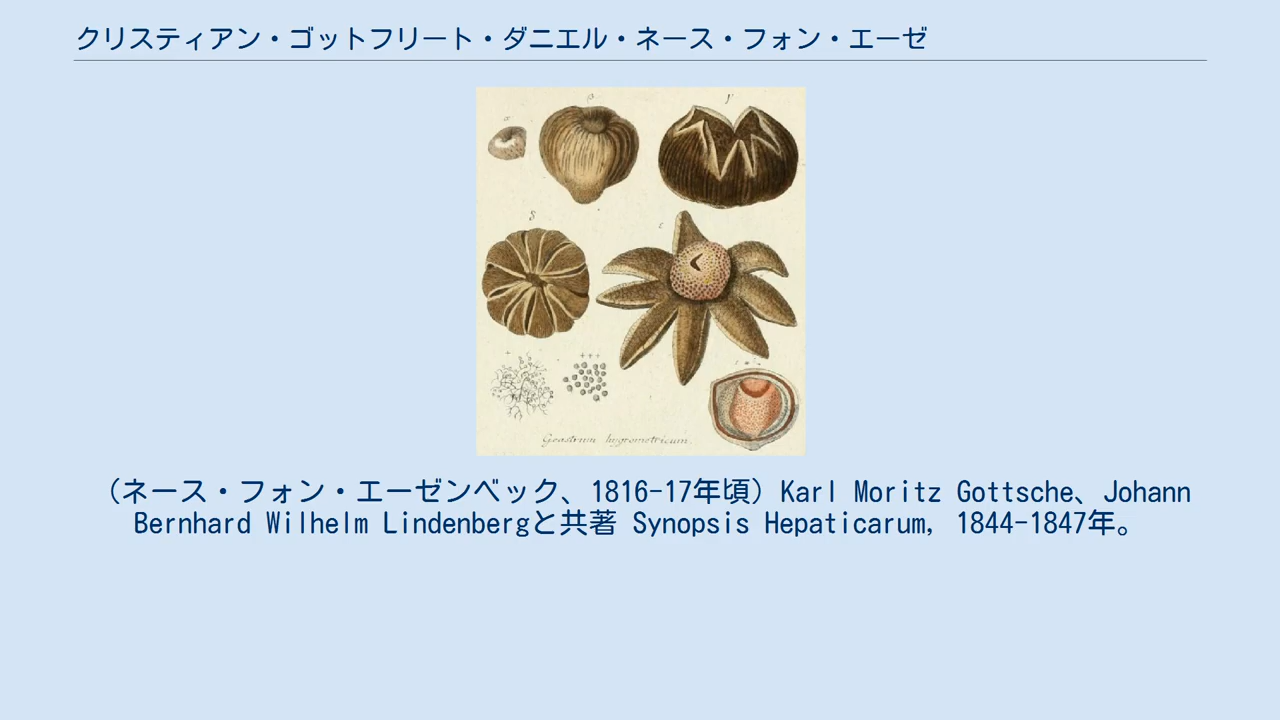 クリスティアン・ゴットフリート・ダニエル・ネース・フォン・エーゼ
Geastrum hygrometricum.
（ネース・フォン・エーゼンベック、1816-17年頃）Karl Moritz Gottsche、Johann
Bernhard Wilhelm Lindenbergと共著 Synopsis Hepaticarum, 1844-1847年。